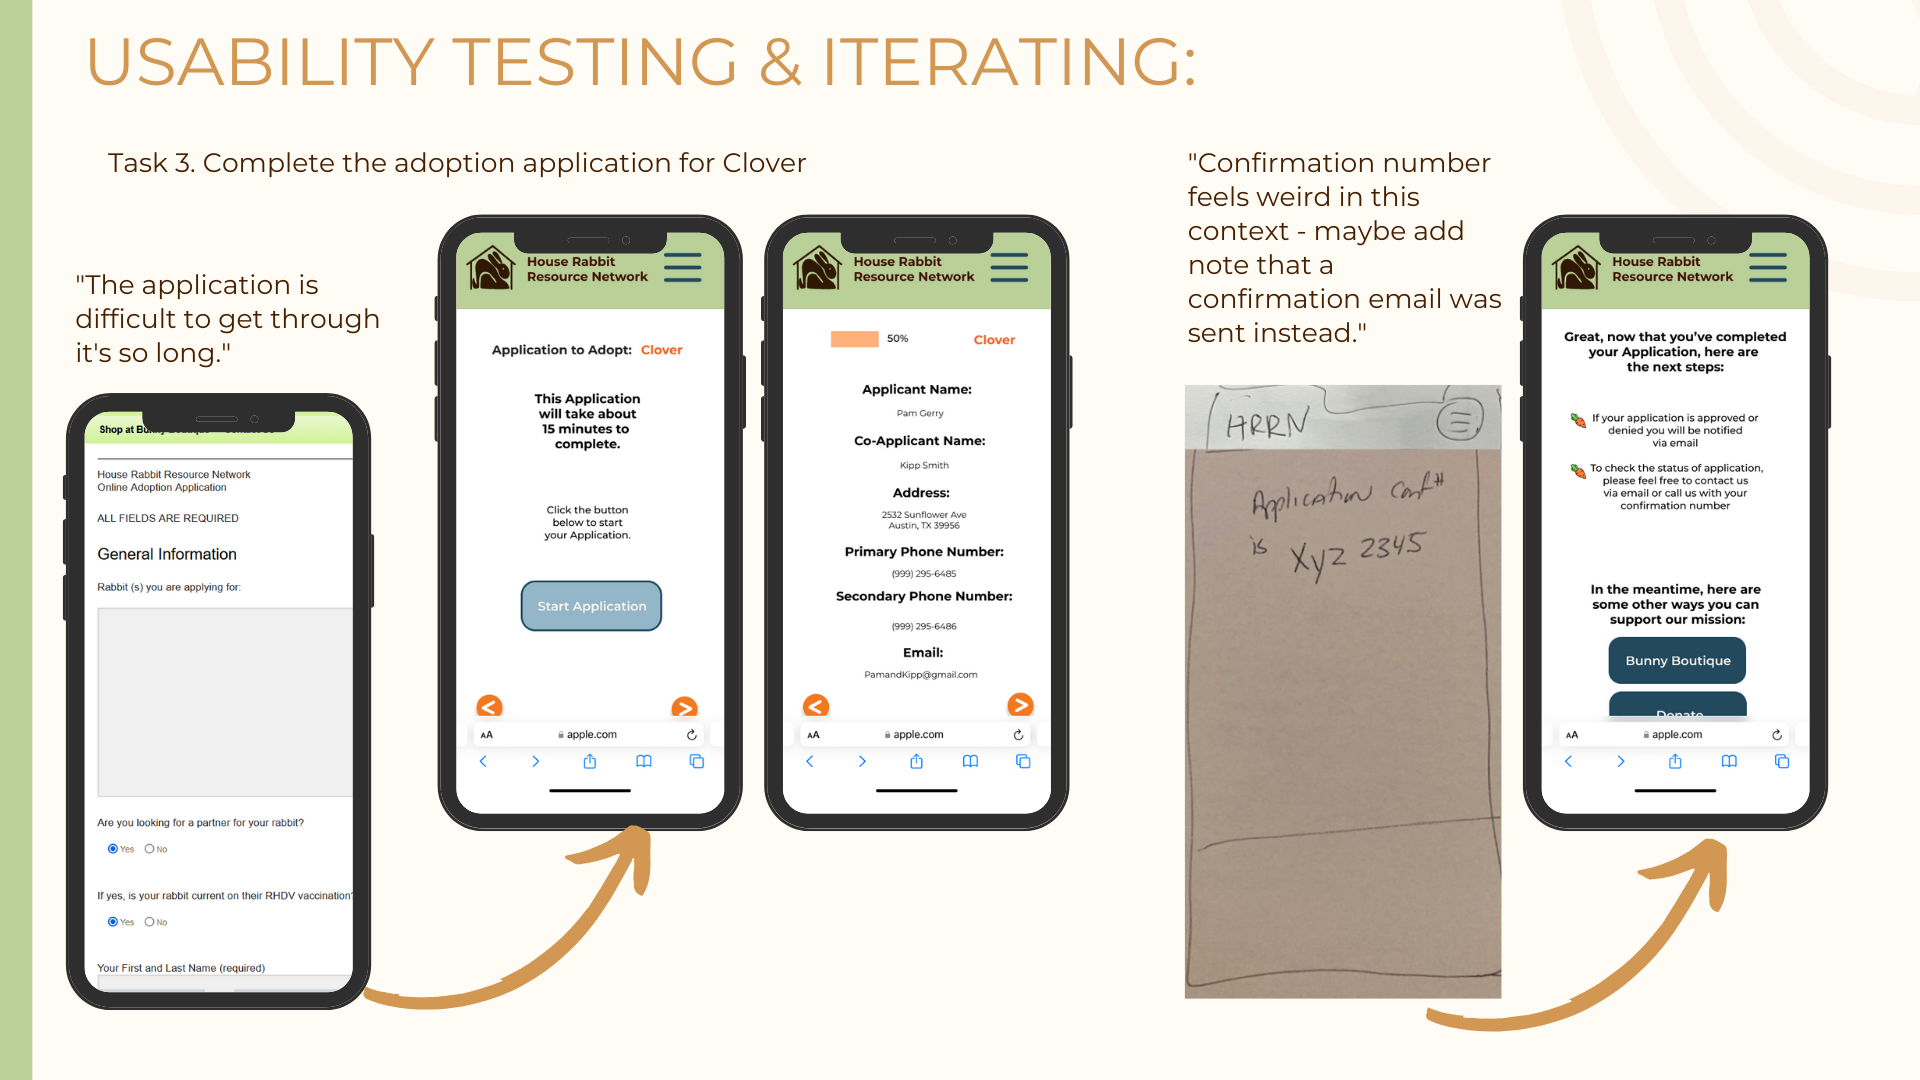 USABILITY TESTING & ITERATING:
Task 3. Complete the adoption application for Clover
"The application is
difficult to get through
it's so long."
Shop at Bunny Boutique
House Rabbit Resource Network
Online Adoption Application
ALL FIELDS ARE REQUIRED
General Information
Rabbit (s) you are applying for:
Are you looking for a partner for your rabbit?
Yes No
If yes, is your rabbit current on their RHDV vaccination?
Yes No
Your First and Last Name (required)
House Rabbit
Resource Network
Application to Adopt: Clover
This Application
will take about
15 minutes to
complete.
Click the button
below to start
your Application.
Start Application
< >
AA apple.com
House Rabbit
Resource Network
50% Clover
Applicant Name:
Pam Gerry
Co-Applicant Name:
Kipp Smith
Address:
2532 Sunflower Ave
Austin, TX 39956
Primary Phone Number:
(999) 295-6485
Secondary Phone Number:
(999) 295-6486
Email:
PamandKipp@gmail.com
< >
AA apple.com
"Confirmation number
feels weird in this
context - maybe add
note that a
confirmation email was
sent instead."
HRRN
Application Conf#
is Xyz 2345
House Rabbit
Resource Network
Great, now that you've completed
your Application, here are
the next steps:
If your application is approved or
denied you will be notified
via email
To check the status of application,
please feel free to contact us
via email or call us with your
confirmation number
In the meantime, here are
some other ways you can
support our mission:
Bunny Boutique
Donate
AA apple.com